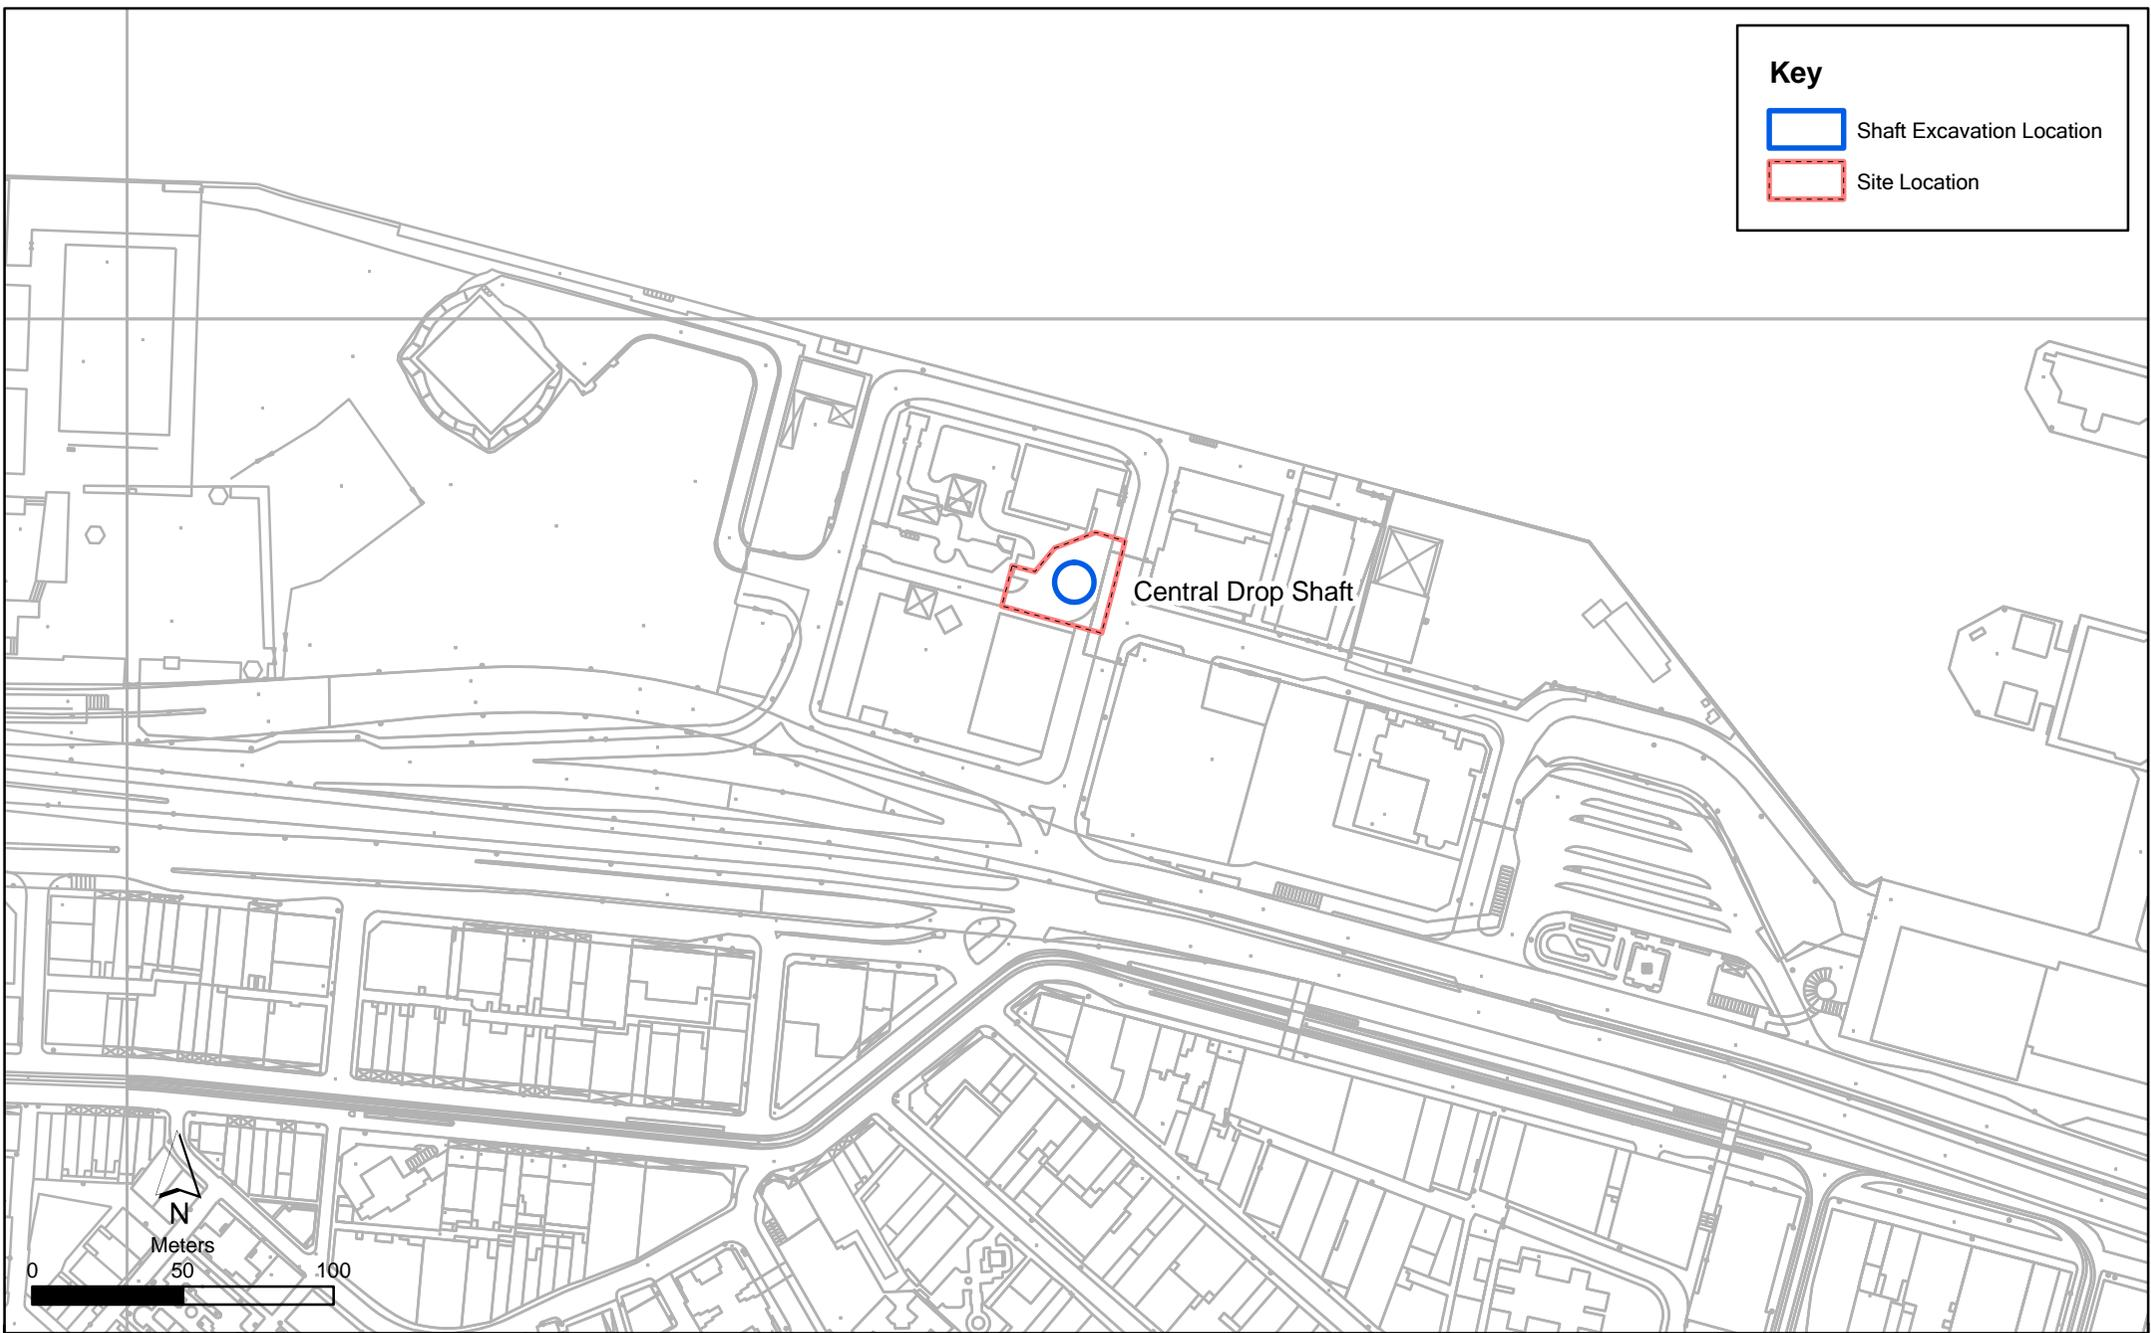 Key
Shaft Excavation Location
Site Location
Central Drop Shaft
N
Meters
0 50 100